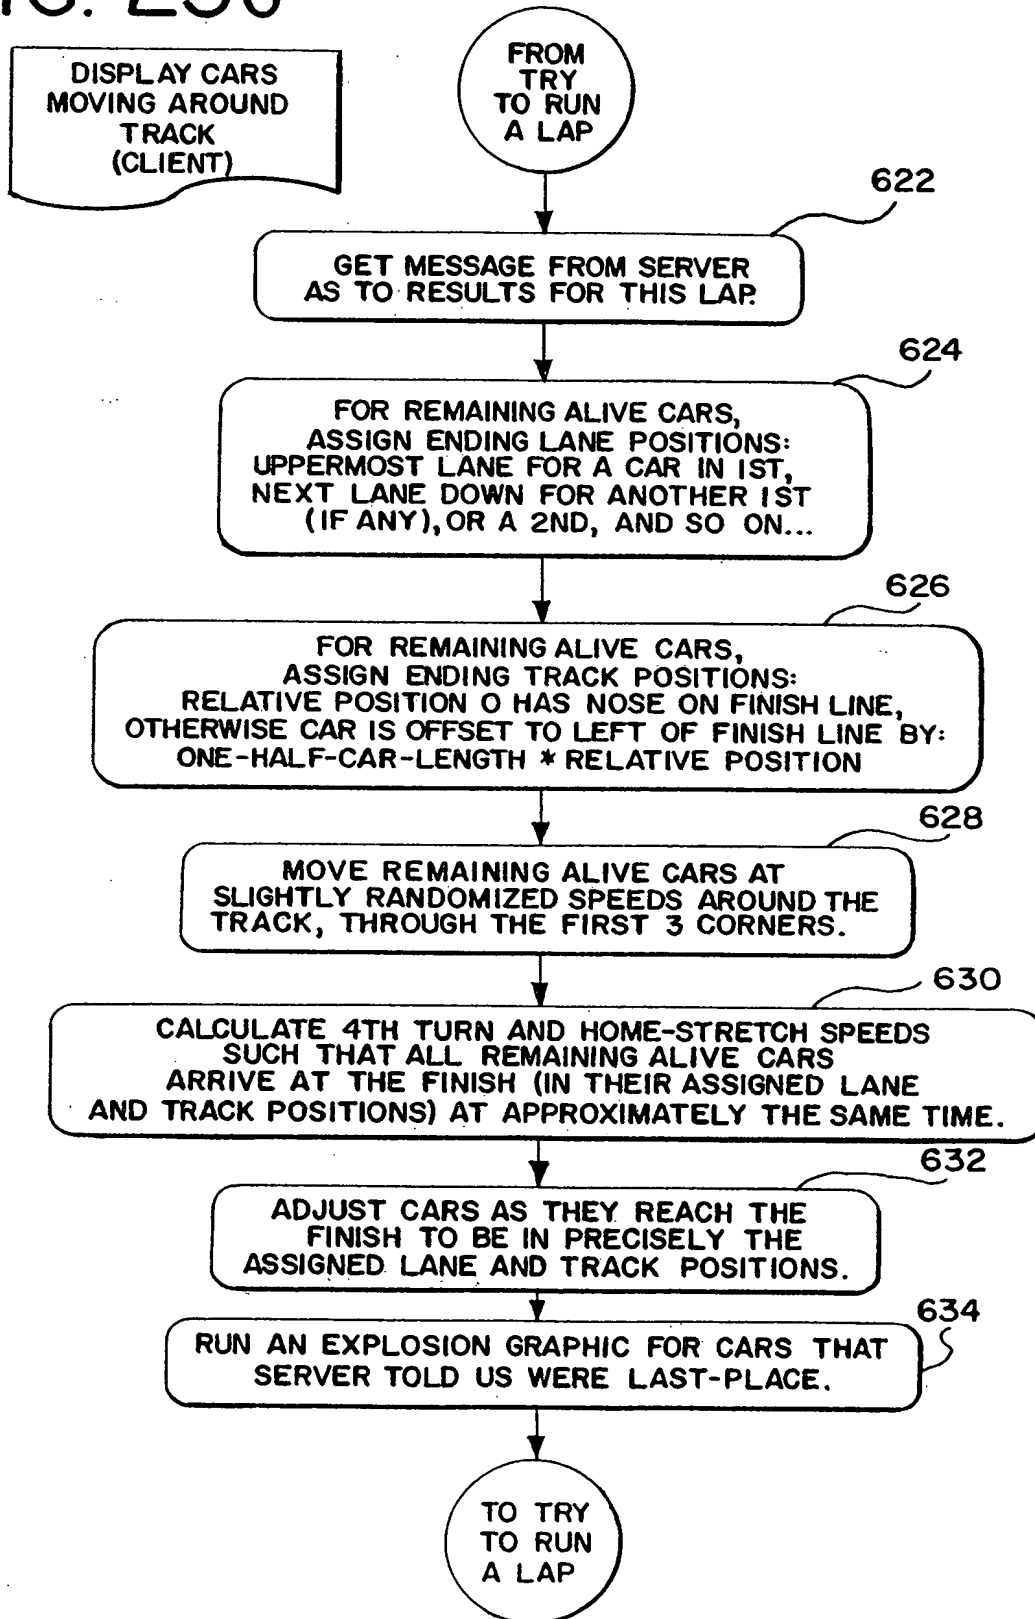 DISPLAY CARS
MOVING AROUND
TRACK
(CLIENT)
FROM
TRY
TO RUN
A LAP
622
GET MESSAGE FROM SERVER
AS TO RESULTS FOR THIS LAP.
624
FOR REMAINING ALIVE CARS,
ASSIGN ENDING LANE POSITIONS:
UPPERMOST LANE FOR A CAR IN 1ST,
NEXT LANE DOWN FOR ANOTHER 1ST
(IF ANY), OR A 2ND, AND SO ON...
626
FOR REMAINING ALIVE CARS,
ASSIGN ENDING TRACK POSITIONS:
RELATIVE POSITION 0 HAS NOSE ON FINISH LINE,
OTHERWISE CAR IS OFFSET TO LEFT OF FINISH LINE BY:
ONE-HALF-CAR-LENGTH * RELATIVE POSITION
628
MOVE REMAINING ALIVE CARS AT
SLIGHTLY RANDOMIZED SPEEDS AROUND THE
TRACK, THROUGH THE FIRST 3 CORNERS.
630
CALCULATE 4TH TURN AND HOME-STRETCH SPEEDS
SUCH THAT ALL REMAINING ALIVE CARS
ARRIVE AT THE FINISH (IN THEIR ASSIGNED LANE
AND TRACK POSITIONS) AT APPROXIMATELY THE SAME TIME.
632
ADJUST CARS AS THEY REACH THE
FINISH TO BE IN PRECISELY THE
ASSIGNED LANE AND TRACK POSITIONS.
634
RUN AN EXPLOSION GRAPHIC FOR CARS THAT
SERVER TOLD US WERE LAST-PLACE.
TO TRY
TO RUN
A LAP